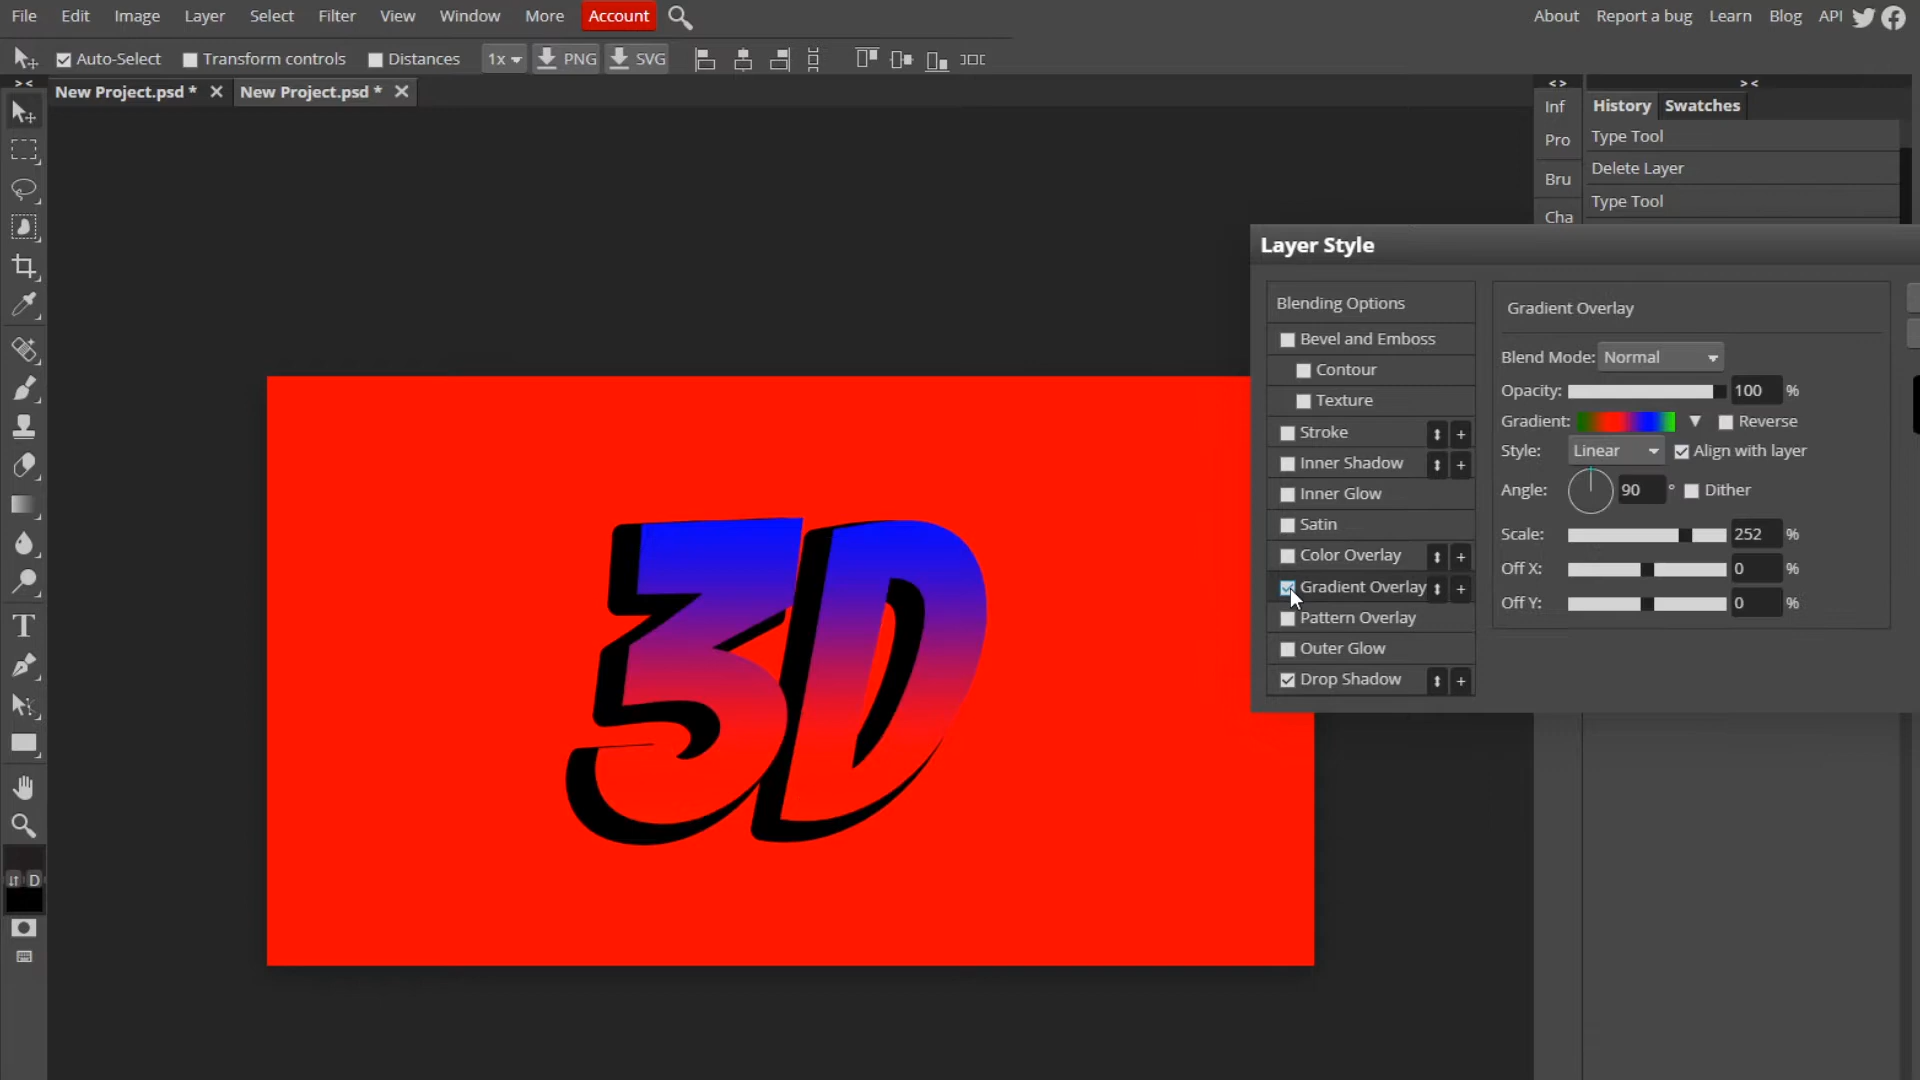 File Edit Image Layer Select Filter View Window More Account About Report a bug Learn Blog API
Auto-Select Transform controls Distances 1x PNG SVG
New Project.psd * New Project.psd *
Inf
Pro
Bru
Cha
History Swatches
Type Tool
Delete Layer
Type Tool
Layer Style
Blending Options
Bevel and Emboss
Contour
Texture
Stroke
Inner Shadow
Inner Glow
Satin
Color Overlay
Gradient Overlay
Pattern Overlay
Outer Glow
Drop Shadow
Gradient Overlay
Blend Mode: Normal
Opacity: 100 %
Gradient: Reverse
Style: Linear Align with layer
Angle: 90 ° Dither
Scale: 252 %
Off X: 0 %
Off Y: 0 %
3D
D